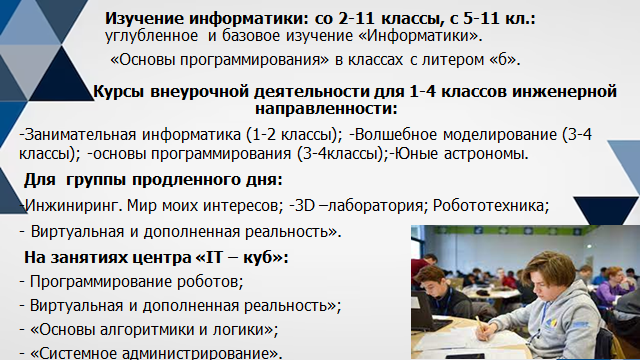 Изучение информатики: со 2-11 классы, с 5-11 кл.:
углубленное и базовое изучение «Информатики».
«Основы программирования» в классах с литером «б».
Курсы внеурочной деятельности для 1-4 классов инженерной
направленности:
-Занимательная информатика (1-2 классы); -Волшебное моделирование (3-4
классы); -основы программирования (3-4классы);-Юные астрономы.
Для группы продленного дня:
-Инжиниринг. Мир моих интересов; -3D –лаборатория; Робототехника;
- Виртуальная и дополненная реальность».
На занятиях центра «IT – куб»:
- Программирование роботов;
- Виртуальная и дополненная реальность»;
- «Основы алгоритмики и логики»;
- «Системное администрирование».